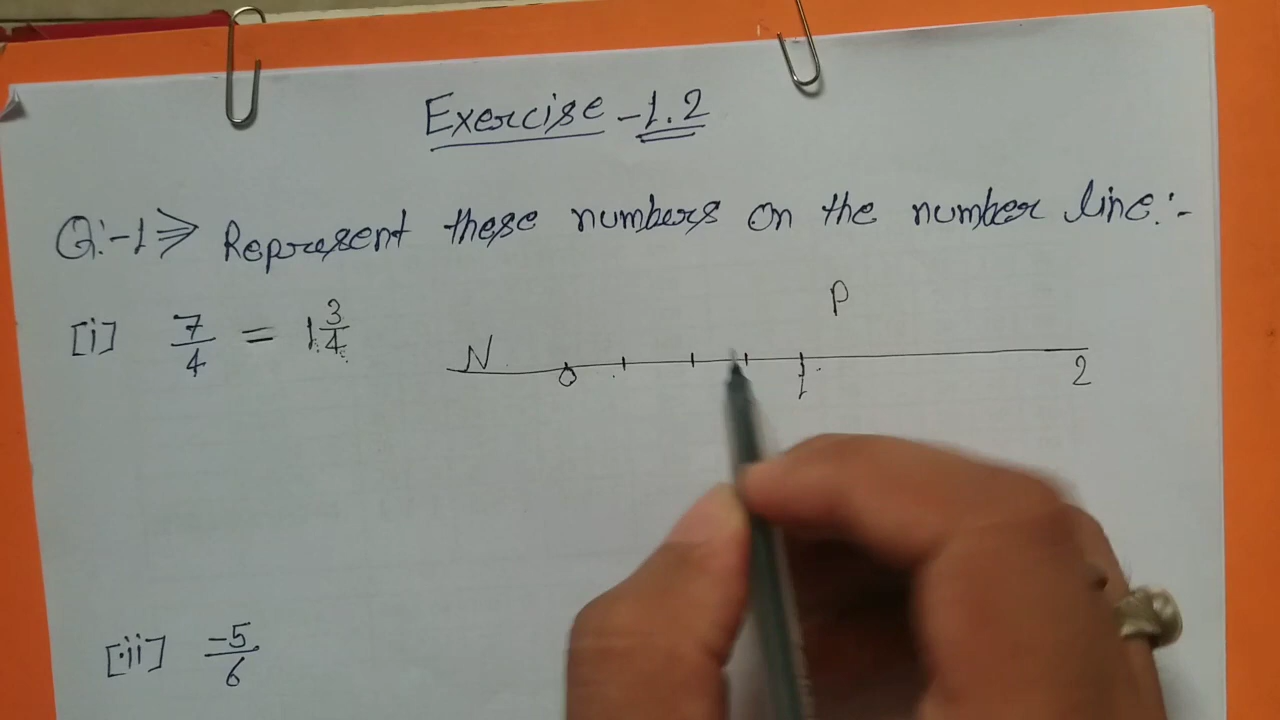 Exercise - 1.2
Q:-1⇒ Represent these numbers on the number line:-
[i] 7/4 = 1 3/4
P
N 0 1 2
[ii] -5/6